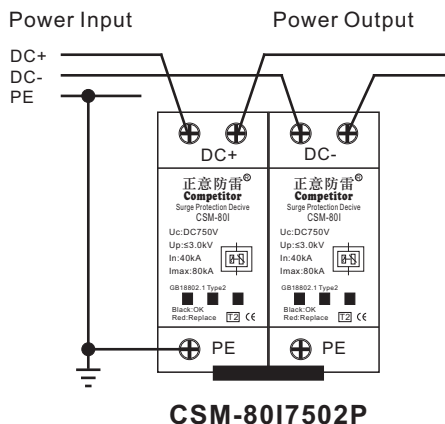 Power Input
Power Output
DC+
DC-
PE
DC+
DC-
正意防雷®
Competitor
Surge Protection Decive
CSM-80I
Uc:DC750V
Up:≤3.0kV
In:40kA
Imax:80kA
GB18802.1 Type2
Black:OK
Red:Replace
T2 CE
PE
正意防雷®
Competitor
Surge Protection Decive
CSM-80I
Uc:DC750V
Up:≤3.0kV
In:40kA
Imax:80kA
GB18802.1 Type2
Black:OK
Red:Replace
T2 CE
PE
CSM-80I7502P